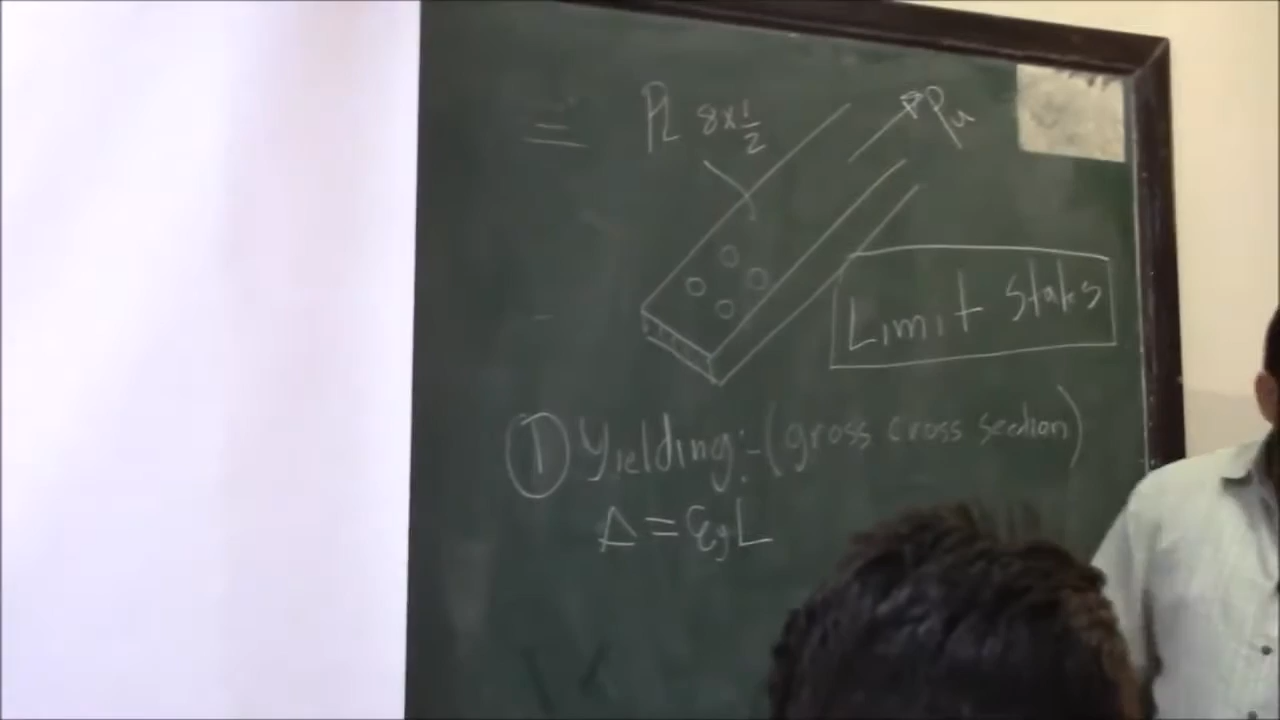 =
PL 8x1/2
Pu
Limit States
① Yielding:-(gross cross section)
Δ = εyL